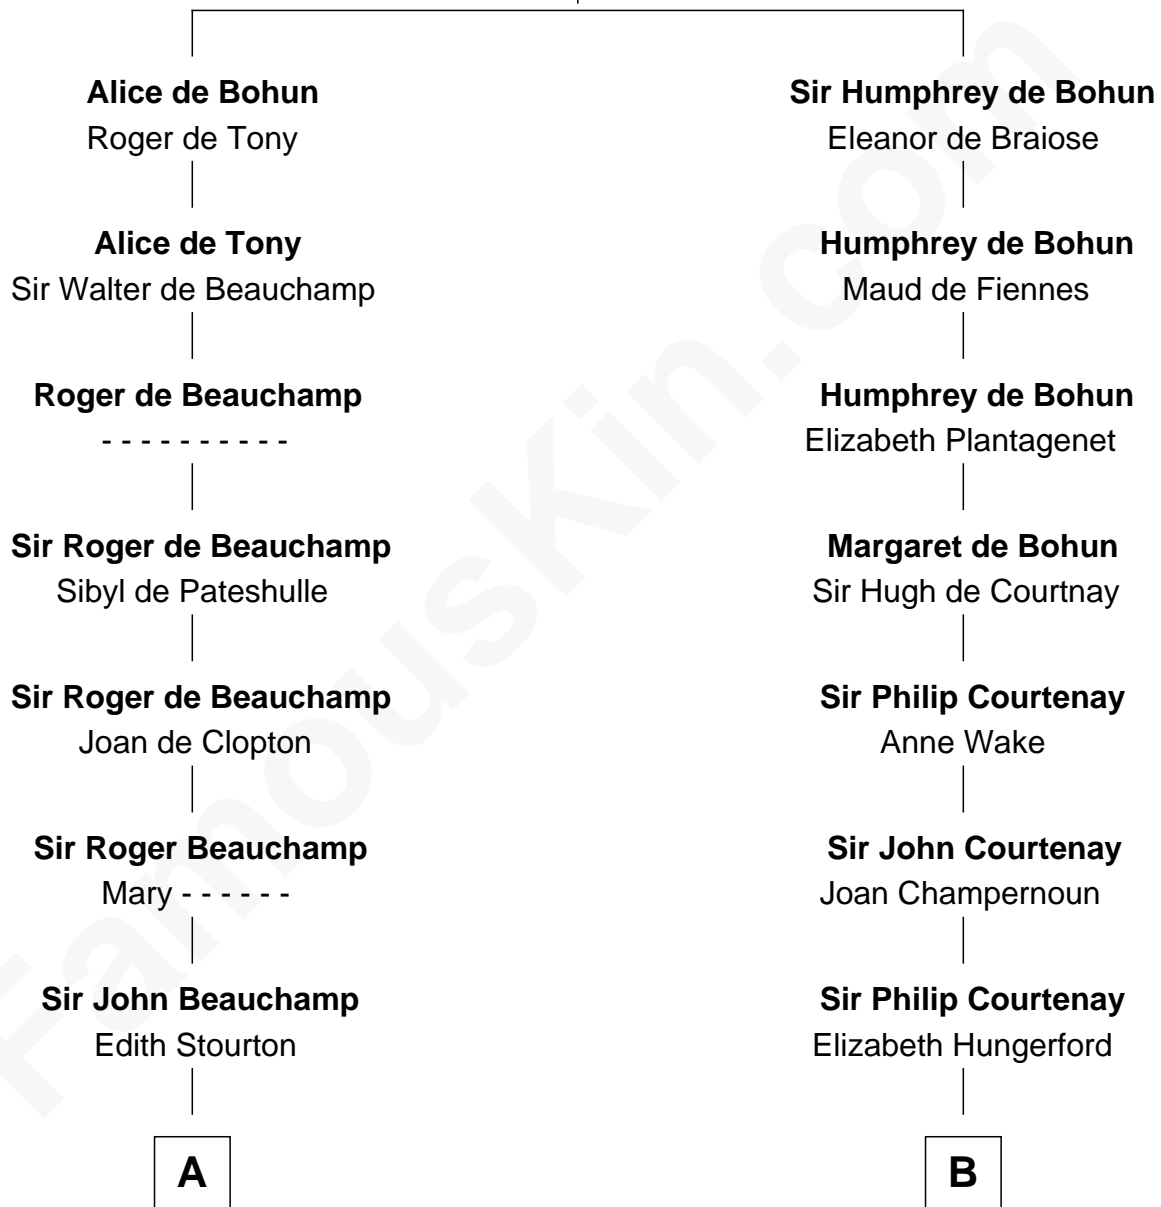 Alice de Bohun
Roger de Tony
Alice de Tony
Sir Walter de Beauchamp
Roger de Beauchamp
- - - - - - - - - -
Sir Roger de Beauchamp
Sibyl de Pateshulle
Sir Roger de Beauchamp
Joan de Clopton
Sir Roger Beauchamp
Mary - - - - - -
Sir John Beauchamp
Edith Stourton
A
Sir Humphrey de Bohun
Eleanor de Braiose
Humphrey de Bohun
Maud de Fiennes
Humphrey de Bohun
Elizabeth Plantagenet
Margaret de Bohun
Sir Hugh de Courtnay
Sir Philip Courtenay
Anne Wake
Sir John Courtenay
Joan Champernoun
Sir Philip Courtenay
Elizabeth Hungerford
B
FamousKin.com